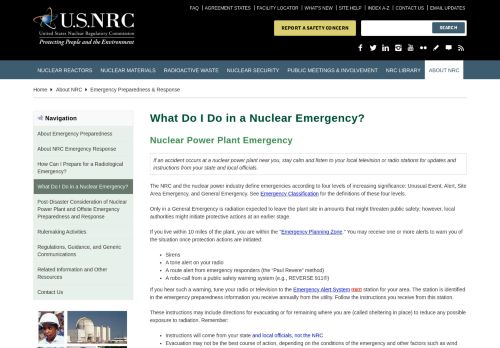 FAQ | AGREEMENT STATES | FACILITY LOCATOR | WHAT'S NEW | SITE HELP | INDEX A-Z | CONTACT US | EMAIL UPDATES
U.S.NRC
United States Nuclear Regulatory Commission
Protecting People and the Environment
REPORT A SAFETY CONCERN
SEARCH
NUCLEAR REACTORS NUCLEAR MATERIALS RADIOACTIVE WASTE NUCLEAR SECURITY PUBLIC MEETINGS & INVOLVEMENT NRC LIBRARY ABOUT NRC
Home > About NRC > Emergency Preparedness & Response
Navigation
About Emergency Preparedness
About NRC Emergency Response
How Can I Prepare for a Radiological
Emergency?
What Do I Do in a Nuclear Emergency?
Post-Disaster Consideration of Nuclear
Power Plant and Offsite Emergency
Preparedness and Response
Rulemaking Activities
Regulations, Guidance, and Generic
Communications
Related Information and Other
Resources
Contact Us
What Do I Do in a Nuclear Emergency?
Nuclear Power Plant Emergency
If an accident occurs at a nuclear power plant near you, stay calm and listen to your local television or radio stations for updates and
instructions from your state and local officials.
The NRC and the nuclear power industry define emergencies according to four levels of increasing significance: Unusual Event, Alert, Site
Area Emergency, and General Emergency. See Emergency Classification for the definitions of these four levels.
Only in a General Emergency is radiation expected to leave the plant site in amounts that might threaten public safety; however, local
authorities might initiate protective actions at an earlier stage.
If you live within 10 miles of the plant, you are within the "Emergency Planning Zone." You may receive one or more alerts to warn you of
the situation once protection actions are initiated:
• Sirens
• A tone alert on your radio
• A route alert from emergency responders (the "Paul Revere" method)
• A robo-call from a public safety warning system (e.g., REVERSE 911®)
If you hear such a warning, tune your radio or television to the Emergency Alert System EXIT station for your area. The station is identified
in the emergency preparedness information you receive annually from the utility. Follow the instructions you receive from this station.
These instructions may include directions for evacuating or for remaining where you are (called sheltering in place) to reduce any possible
exposure to radiation. Remember:
• Instructions will come from your state and local officials, not the NRC
• Evacuation may not be the best course of action, depending on the conditions of the emergency and other factors such as wind